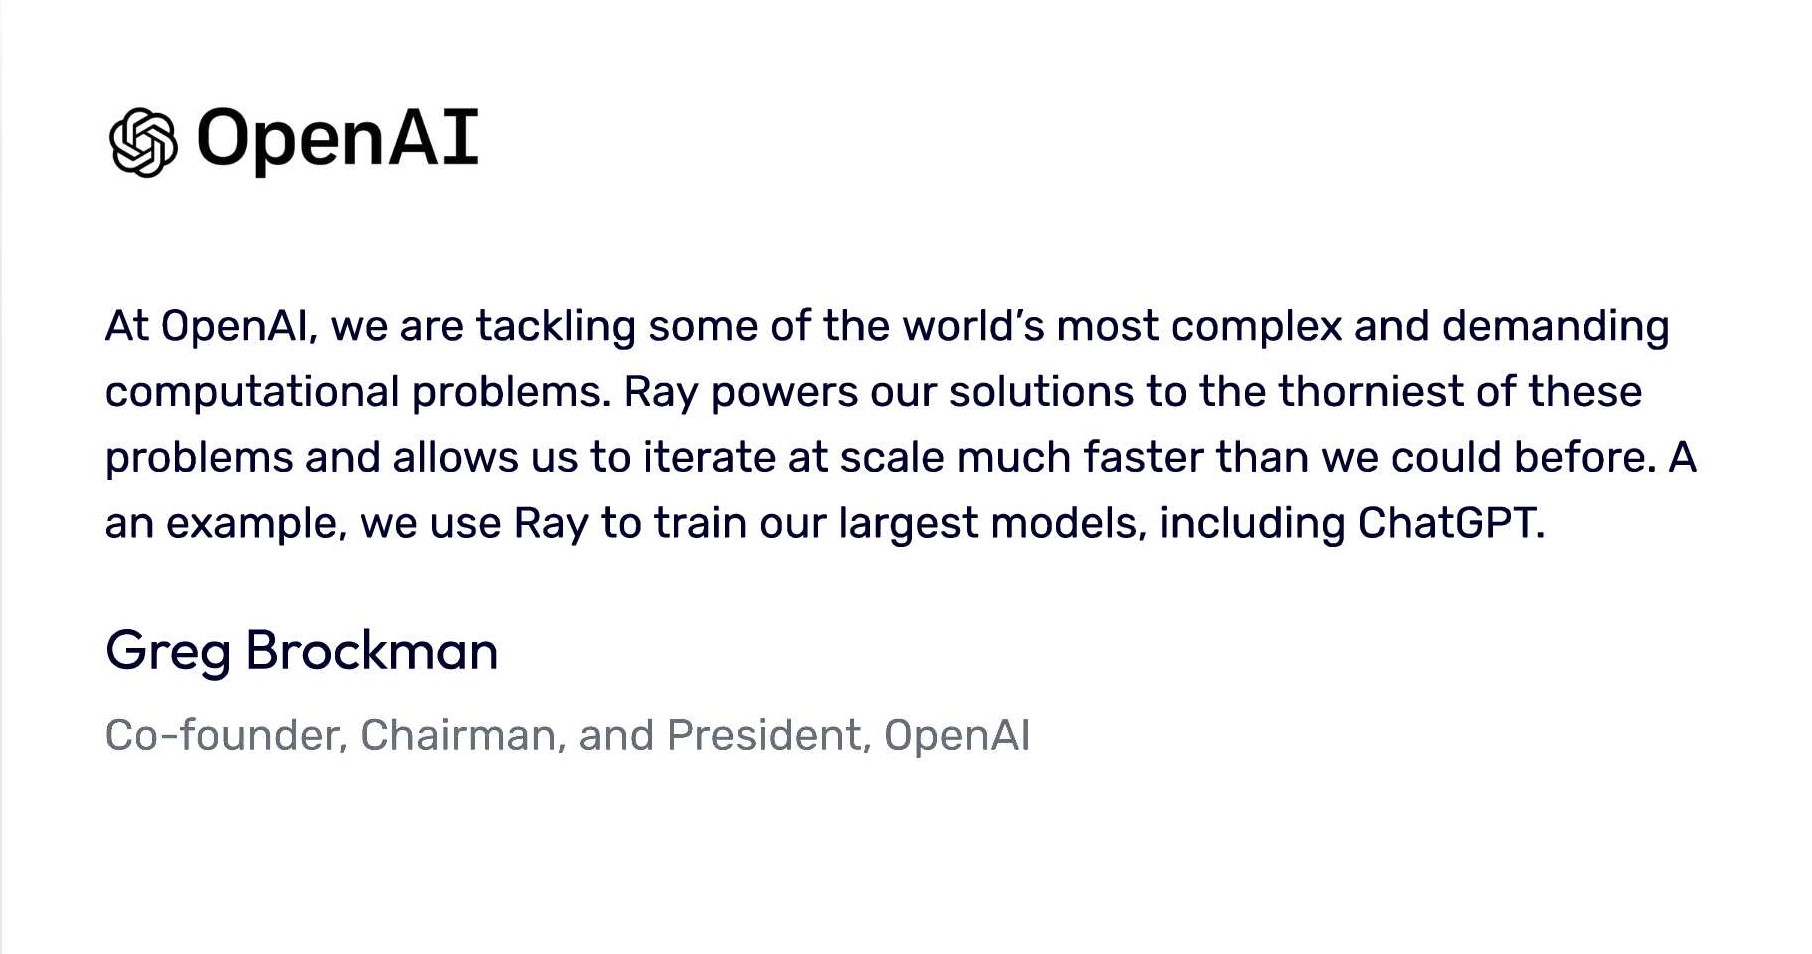 OpenAI
At OpenAI, we are tackling some of the world’s most complex and demanding
computational problems. Ray powers our solutions to the thorniest of these
problems and allows us to iterate at scale much faster than we could before. A
an example, we use Ray to train our largest models, including ChatGPT.
Greg Brockman
Co-founder, Chairman, and President, OpenAI